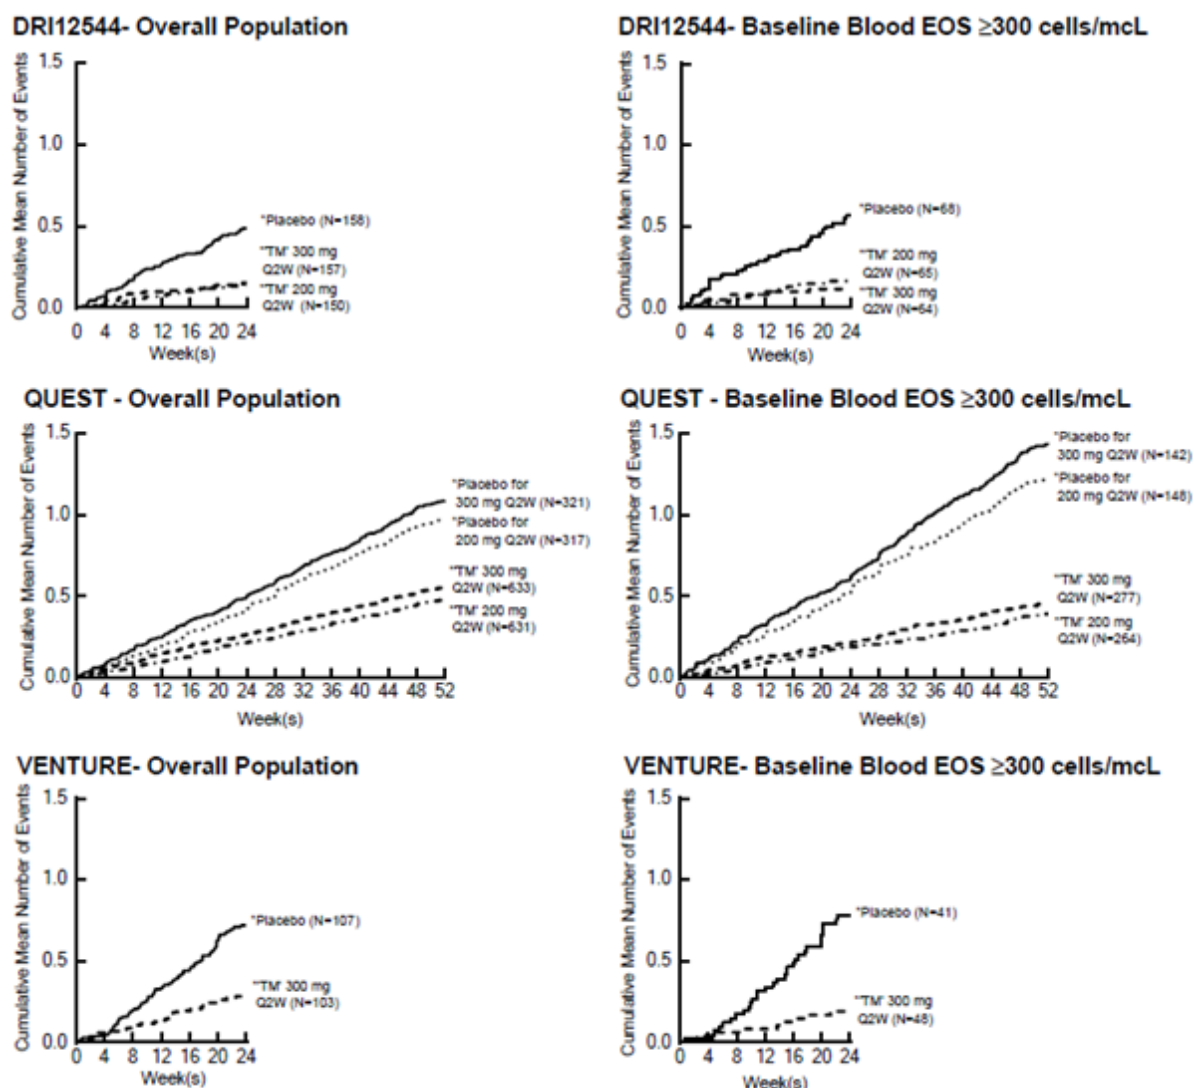 DRI12544- Overall Population
Cumulative Mean Number of Events
1.5
1.0
0.5
0.0
*Placebo (N=158)
"'TM' 300 mg
Q2W (N=157)
"'TM' 200 mg
Q2W (N=150)
0 4 8 12 16 20 24
Week(s)
DRI12544- Baseline Blood EOS ≥300 cells/mcL
Cumulative Mean Number of Events
1.5
1.0
0.5
0.0
*Placebo (N=68)
"'TM' 200 mg
Q2W (N=65)
"'TM' 300 mg
Q2W (N=64)
0 4 8 12 16 20 24
Week(s)
QUEST - Overall Population
Cumulative Mean Number of Events
1.5
1.0
0.5
0.0
*Placebo for
300 mg Q2W (N=321)
*Placebo for
200 mg Q2W (N=317)
"'TM' 300 mg
Q2W (N=633)
"'TM' 200 mg
Q2W (N=631)
0 4 8 12 16 20 24 28 32 36 40 44 48 52
Week(s)
QUEST - Baseline Blood EOS ≥300 cells/mcL
Cumulative Mean Number of Events
1.5
1.0
0.5
0.0
*Placebo for
300 mg Q2W (N=142)
*Placebo for
200 mg Q2W (N=148)
"'TM' 300 mg
Q2W (N=277)
"'TM' 200 mg
Q2W (N=264)
0 4 8 12 16 20 24 28 32 36 40 44 48 52
Week(s)
VENTURE- Overall Population
Cumulative Mean Number of Events
1.5
1.0
0.5
0.0
*Placebo (N=107)
"'TM' 300 mg
Q2W (N=103)
0 4 8 12 16 20 24
Week(s)
VENTURE- Baseline Blood EOS ≥300 cells/mcL
Cumulative Mean Number of Events
1.5
1.0
0.5
0.0
*Placebo (N=41)
"'TM' 300 mg
Q2W (N=48)
0 4 8 12 16 20 24
Week(s)